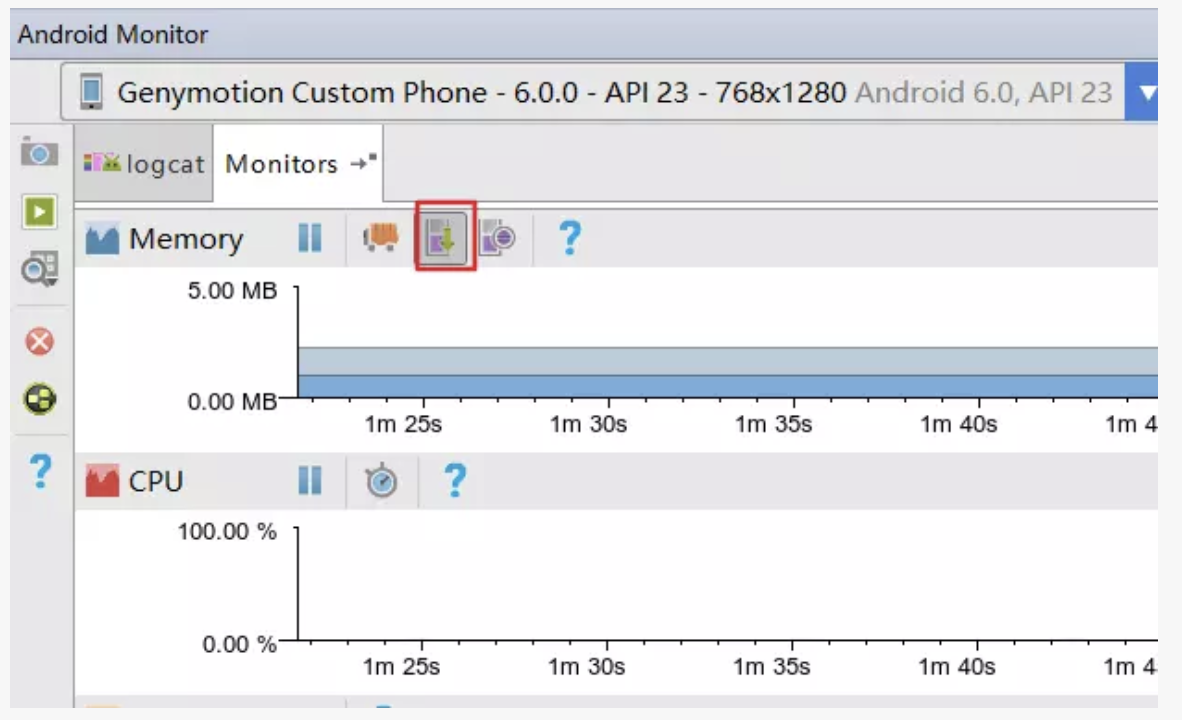 Android Monitor
Genymotion Custom Phone - 6.0.0 - API 23 - 768x1280 Android 6.0, API 23
logcat Monitors
Memory ?
5.00 MB
0.00 MB
1m 25s 1m 30s 1m 35s 1m 40s 1m 4
? CPU ?
100.00 %
0.00 %
1m 25s 1m 30s 1m 35s 1m 40s 1m 4